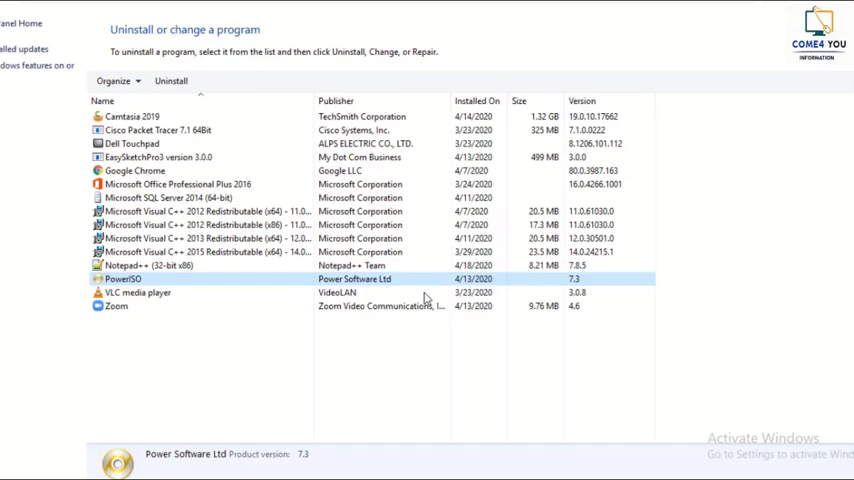 Panel Home
Uninstall or change a program
alled updates
To uninstall a program, select it from the list and then click Uninstall, Change, or Repair.
dows features on or
COME4 YOU
INFORMATION
Organize Uninstall
Name Publisher Installed On Size Version
Camtasia 2019 TechSmith Corporation 4/14/2020 1.32 GB 19.0.10.17662
Cisco Packet Tracer 7.1 64Bit Cisco Systems, Inc. 3/23/2020 325 MB 7.1.0.0222
Dell Touchpad ALPS ELECTRIC CO., LTD. 3/23/2020 8.1206.101.112
EasySketchPro3 version 3.0.0 My Dot Com Business 4/13/2020 499 MB 3.0.0
Google Chrome Google LLC 4/7/2020 80.0.3987.163
Microsoft Office Professional Plus 2016 Microsoft Corporation 3/24/2020 16.0.4266.1001
Microsoft SQL Server 2014 (64-bit) Microsoft Corporation 4/11/2020
Microsoft Visual C++ 2012 Redistributable (x64) - 11.0... Microsoft Corporation 4/7/2020 20.5 MB 11.0.61030.0
Microsoft Visual C++ 2012 Redistributable (x86) - 11.0... Microsoft Corporation 4/7/2020 17.3 MB 11.0.61030.0
Microsoft Visual C++ 2013 Redistributable (x64) - 12.0... Microsoft Corporation 4/11/2020 20.5 MB 12.0.30501.0
Microsoft Visual C++ 2015 Redistributable (x64) - 14.0... Microsoft Corporation 3/29/2020 23.5 MB 14.0.24215.1
Notepad++ (32-bit x86) Notepad++ Team 4/18/2020 8.21 MB 7.8.5
PowerISO Power Software Ltd 4/13/2020 7.3
VLC media player VideoLAN 3/23/2020 3.0.8
Zoom Zoom Video Communications, I... 4/13/2020 9.76 MB 4.6
Activate Windows
Go to Settings to activate Wind
Power Software Ltd Product version: 7.3